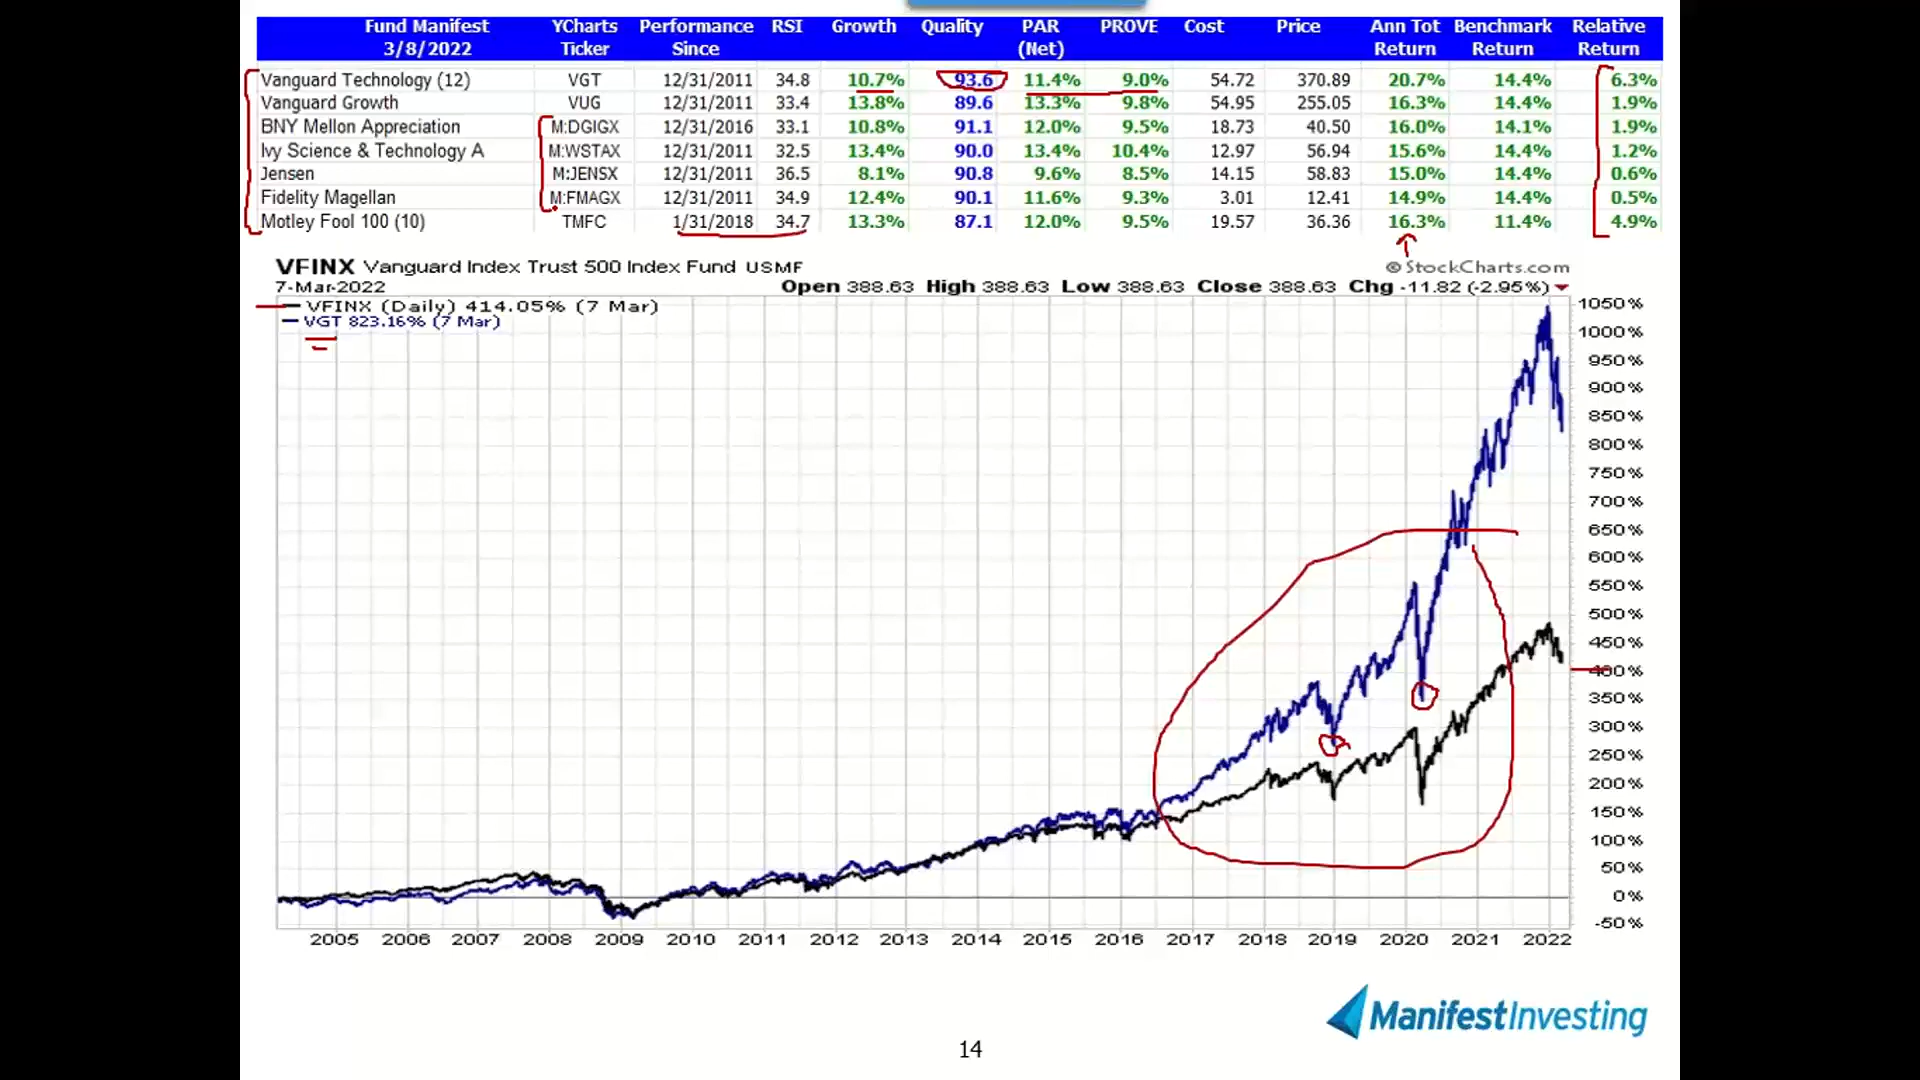 Fund Manifest YCharts Performance RSI Growth Quality PAR PROVE Cost Price Ann Tot Benchmark Relative
3/8/2022 Ticker Since (Net) Return Return Return
Vanguard Technology (12) VGT 12/31/2011 34.8 10.7% 93.6 11.4% 9.0% 54.72 370.89 20.7% 14.4% 6.3%
Vanguard Growth VUG 12/31/2011 33.4 13.8% 89.6 13.3% 9.8% 54.95 255.05 16.3% 14.4% 1.9%
BNY Mellon Appreciation M:DGIGX 12/31/2016 33.1 10.8% 91.1 12.0% 9.5% 18.73 40.50 16.0% 14.1% 1.9%
Ivy Science & Technology A M:WSTAX 12/31/2011 32.5 13.4% 90.0 13.4% 10.4% 12.97 56.94 15.6% 14.4% 1.2%
Jensen M:JENSX 12/31/2011 36.5 8.1% 90.8 9.6% 8.5% 14.15 58.83 15.0% 14.4% 0.6%
Fidelity Magellan M:FMAGX 12/31/2011 34.9 12.4% 90.1 11.6% 9.3% 3.01 12.41 14.9% 14.4% 0.5%
Motley Fool 100 (10) TMFC 1/31/2018 34.7 13.3% 87.1 12.0% 9.5% 19.57 36.36 16.3% 11.4% 4.9%
VFINX Vanguard Index Trust 500 Index Fund USMF © StockCharts.com
7-Mar-2022 Open 388.63 High 388.63 Low 388.63 Close 388.63 Chg -11.82 (-2.95%)
VFINX (Daily) 414.05% (7 Mar)
VGT 823.16% (7 Mar)
1050%
1000%
950%
900%
850%
800%
750%
700%
650%
600%
550%
500%
450%
400%
350%
300%
250%
200%
150%
100%
50%
0%
-50%
2005 2006 2007 2008 2009 2010 2011 2012 2013 2014 2015 2016 2017 2018 2019 2020 2021 2022
ManifestInvesting
14